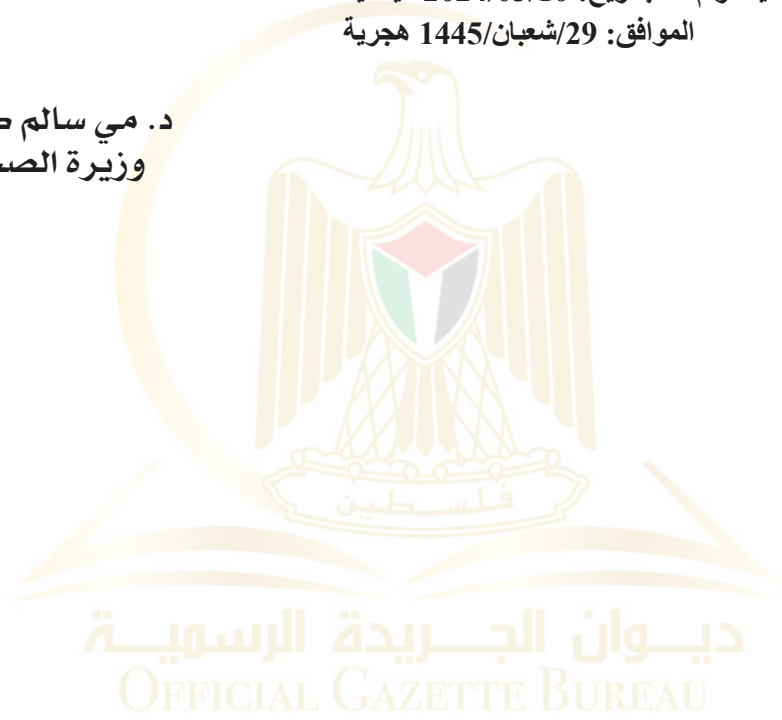 الموافق: 29/شعبان/1445 هجرية
د. مي سالم
وزيرة
فلسطين
ديوان الجريدة الرسمية
OFFICIAL GAZETTE BUREAU